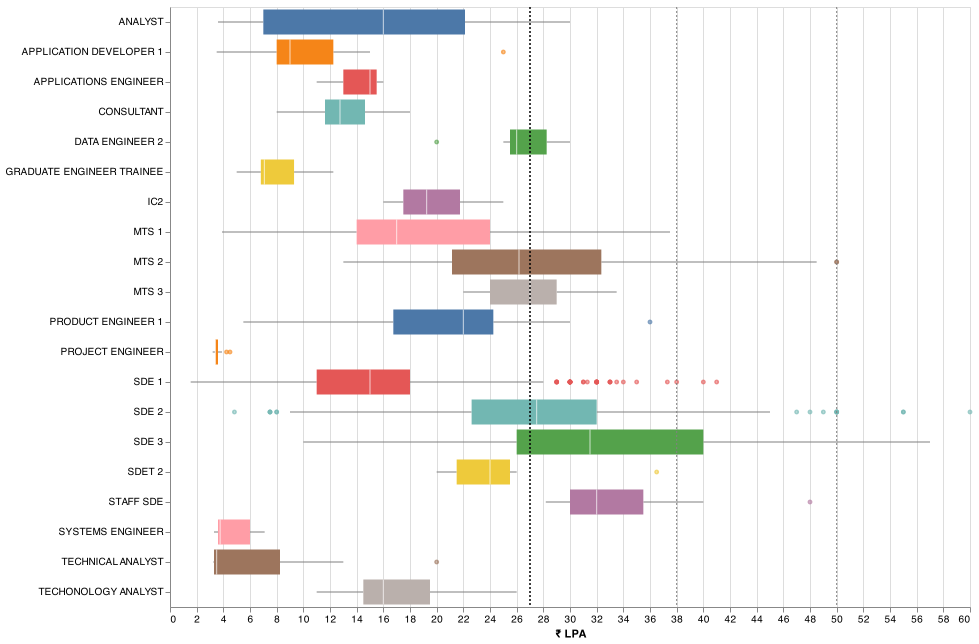 ANALYST
APPLICATION DEVELOPER 1
APPLICATIONS ENGINEER
CONSULTANT
DATA ENGINEER 2
GRADUATE ENGINEER TRAINEE
IC2
MTS 1
MTS 2
MTS 3
PRODUCT ENGINEER 1
PROJECT ENGINEER
SDE 1
SDE 2
SDE 3
SDET 2
STAFF SDE
SYSTEMS ENGINEER
TECHNICAL ANALYST
TECHONOLOGY ANALYST
0 2 4 6 8 10 12 14 16 18 20 22 24 26 28 30 32 34 36 38 40 42 44 46 48 50 52 54 56 58 60
₹ LPA